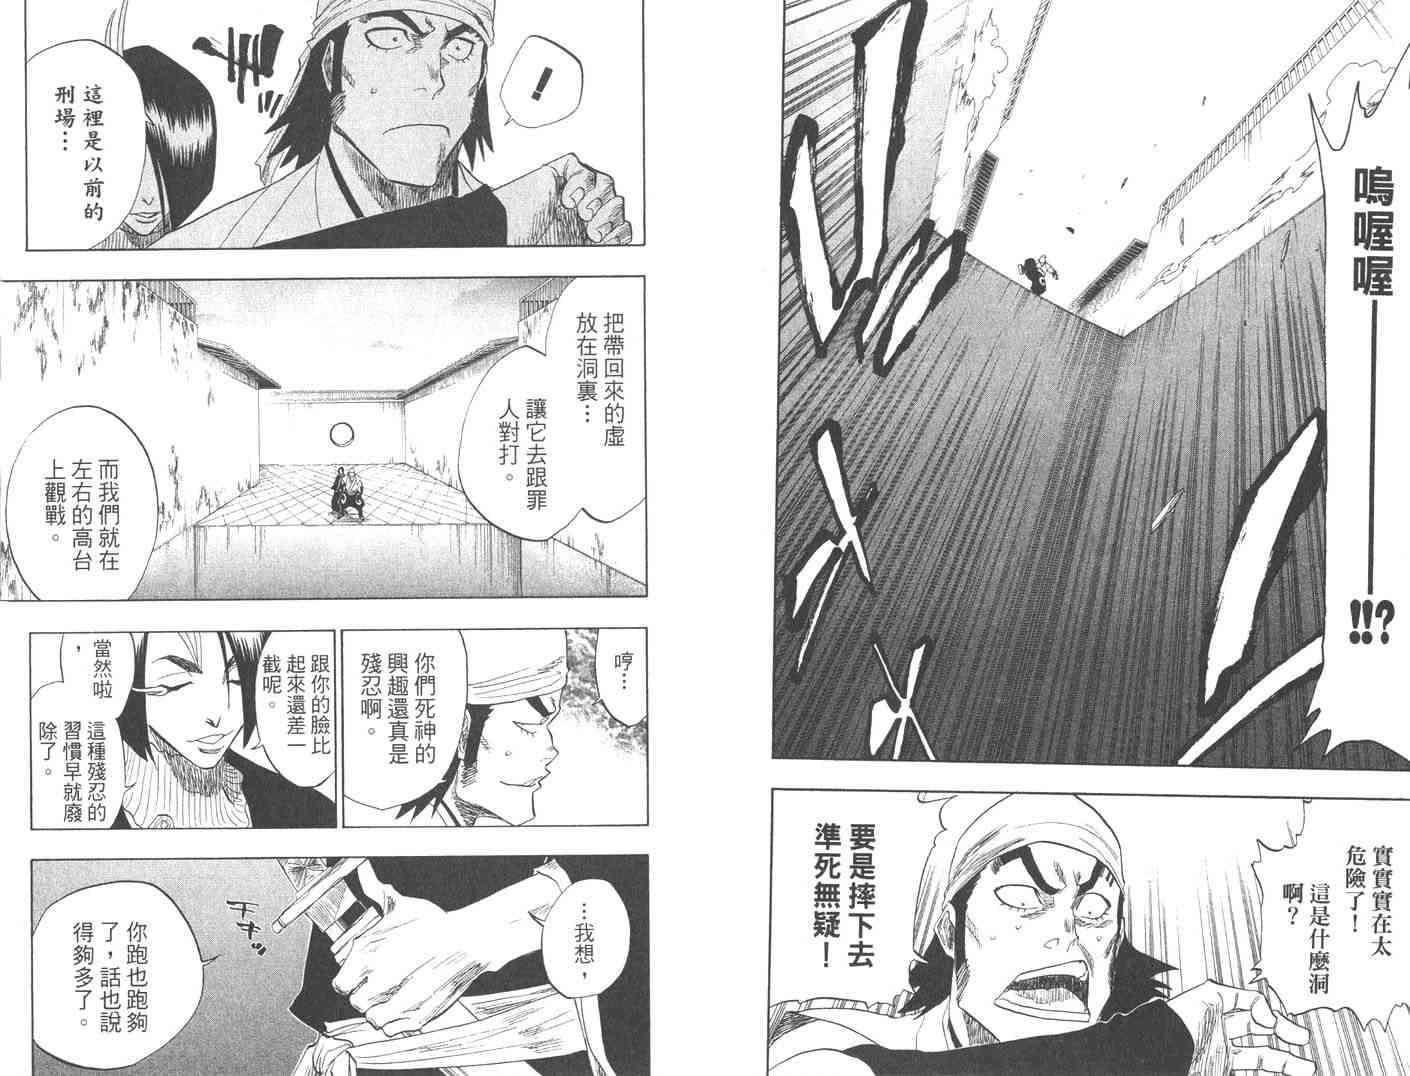 嗚喔喔——!!?
實實實在太
危險了!
這是什麼洞
啊?
要是摔下去
準死無疑!
!
這裡是以前的
刑場…
把帶回來的虛
放在洞裏…
讓它去跟罪
人對打。
而我們就在
左右的高台
上觀戰。
哼…
你們死神的
興趣還真是
殘忍啊。
跟你的臉比
起來還差一
截呢。
當然啦
,
這種殘忍的
習慣早就廢
除了。
…我想,
你跑也跑夠
了,話也說
得夠多了。